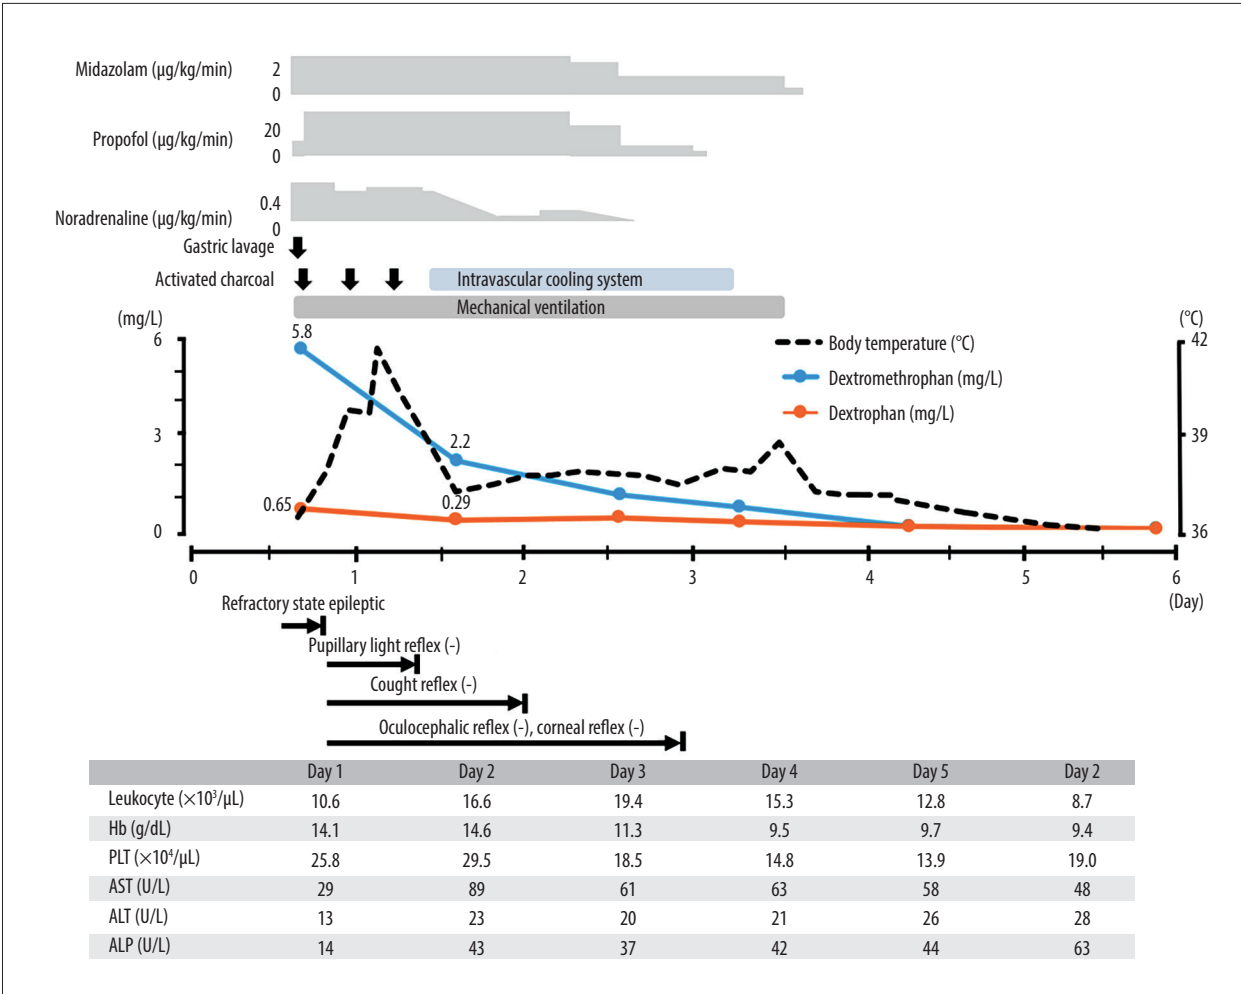 Midazolam (µg/kg/min) 2
0
Propofol (µg/kg/min) 20
0
Noradrenaline (µg/kg/min) 0.4
0
Gastric lavage
Activated charcoal
Intravascular cooling system
Mechanical ventilation
(mg/L)
(°C)
6
3
0
42
39
36
5.8
2.2
0.65
0.29
Body temperature (°C)
Dextromethrophan (mg/L)
Dextrophan (mg/L)
0 1 2 3 4 5 6
(Day)
Refractory state epileptic
Pupillary light reflex (-)
Cought reflex (-)
Oculocephalic reflex (-), corneal reflex (-)
Day 1 Day 2 Day 3 Day 4 Day 5 Day 2
Leukocyte (×10³/µL) 10.6 16.6 19.4 15.3 12.8 8.7
Hb (g/dL) 14.1 14.6 11.3 9.5 9.7 9.4
PLT (×10⁴/µL) 25.8 29.5 18.5 14.8 13.9 19.0
AST (U/L) 29 89 61 63 58 48
ALT (U/L) 13 23 20 21 26 28
ALP (U/L) 14 43 37 42 44 63